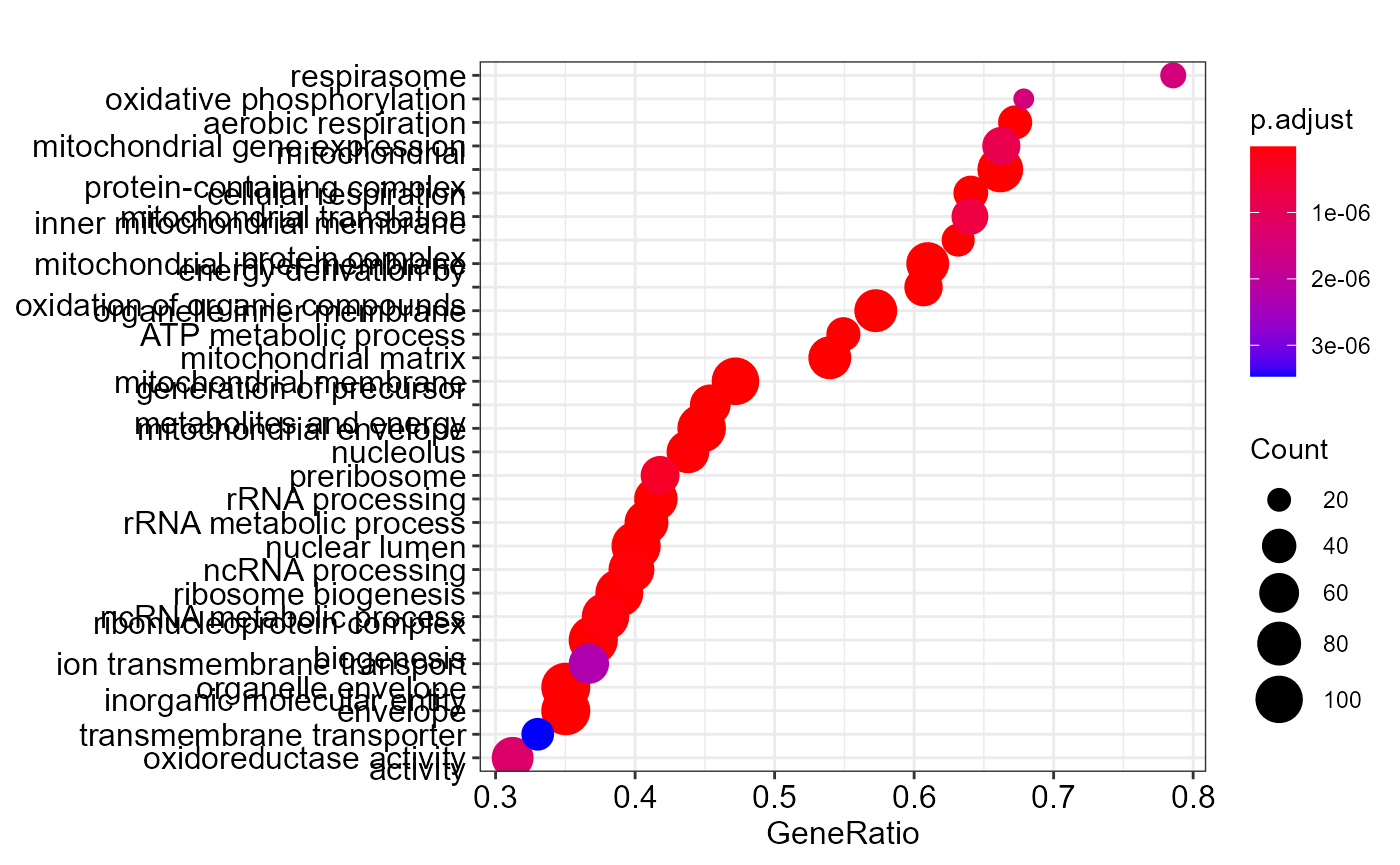 respirasome
oxidative phosphorylation
aerobic respiration
mitochondrial gene expression
mitochondrial
protein-containing complex
cellular respiration
mitochondrial translation
inner mitochondrial membrane
protein complex
mitochondrial inner membrane
energy derivation by
oxidation of organic compounds
organelle inner membrane
ATP metabolic process
mitochondrial matrix
mitochondrial membrane
generation of precursor
metabolites and energy
mitochondrial envelope
nucleolus
preribosome
rRNA processing
rRNA metabolic process
nuclear lumen
ncRNA processing
ribosome biogenesis
ncRNA metabolic process
ribonucleoprotein complex
biogenesis
ion transmembrane transport
organelle envelope
inorganic molecular entity
envelope
transmembrane transporter
oxidoreductase activity
activity
0.3 0.4 0.5 0.6 0.7 0.8
GeneRatio
p.adjust
1e-06
2e-06
3e-06
Count
20
40
60
80
100